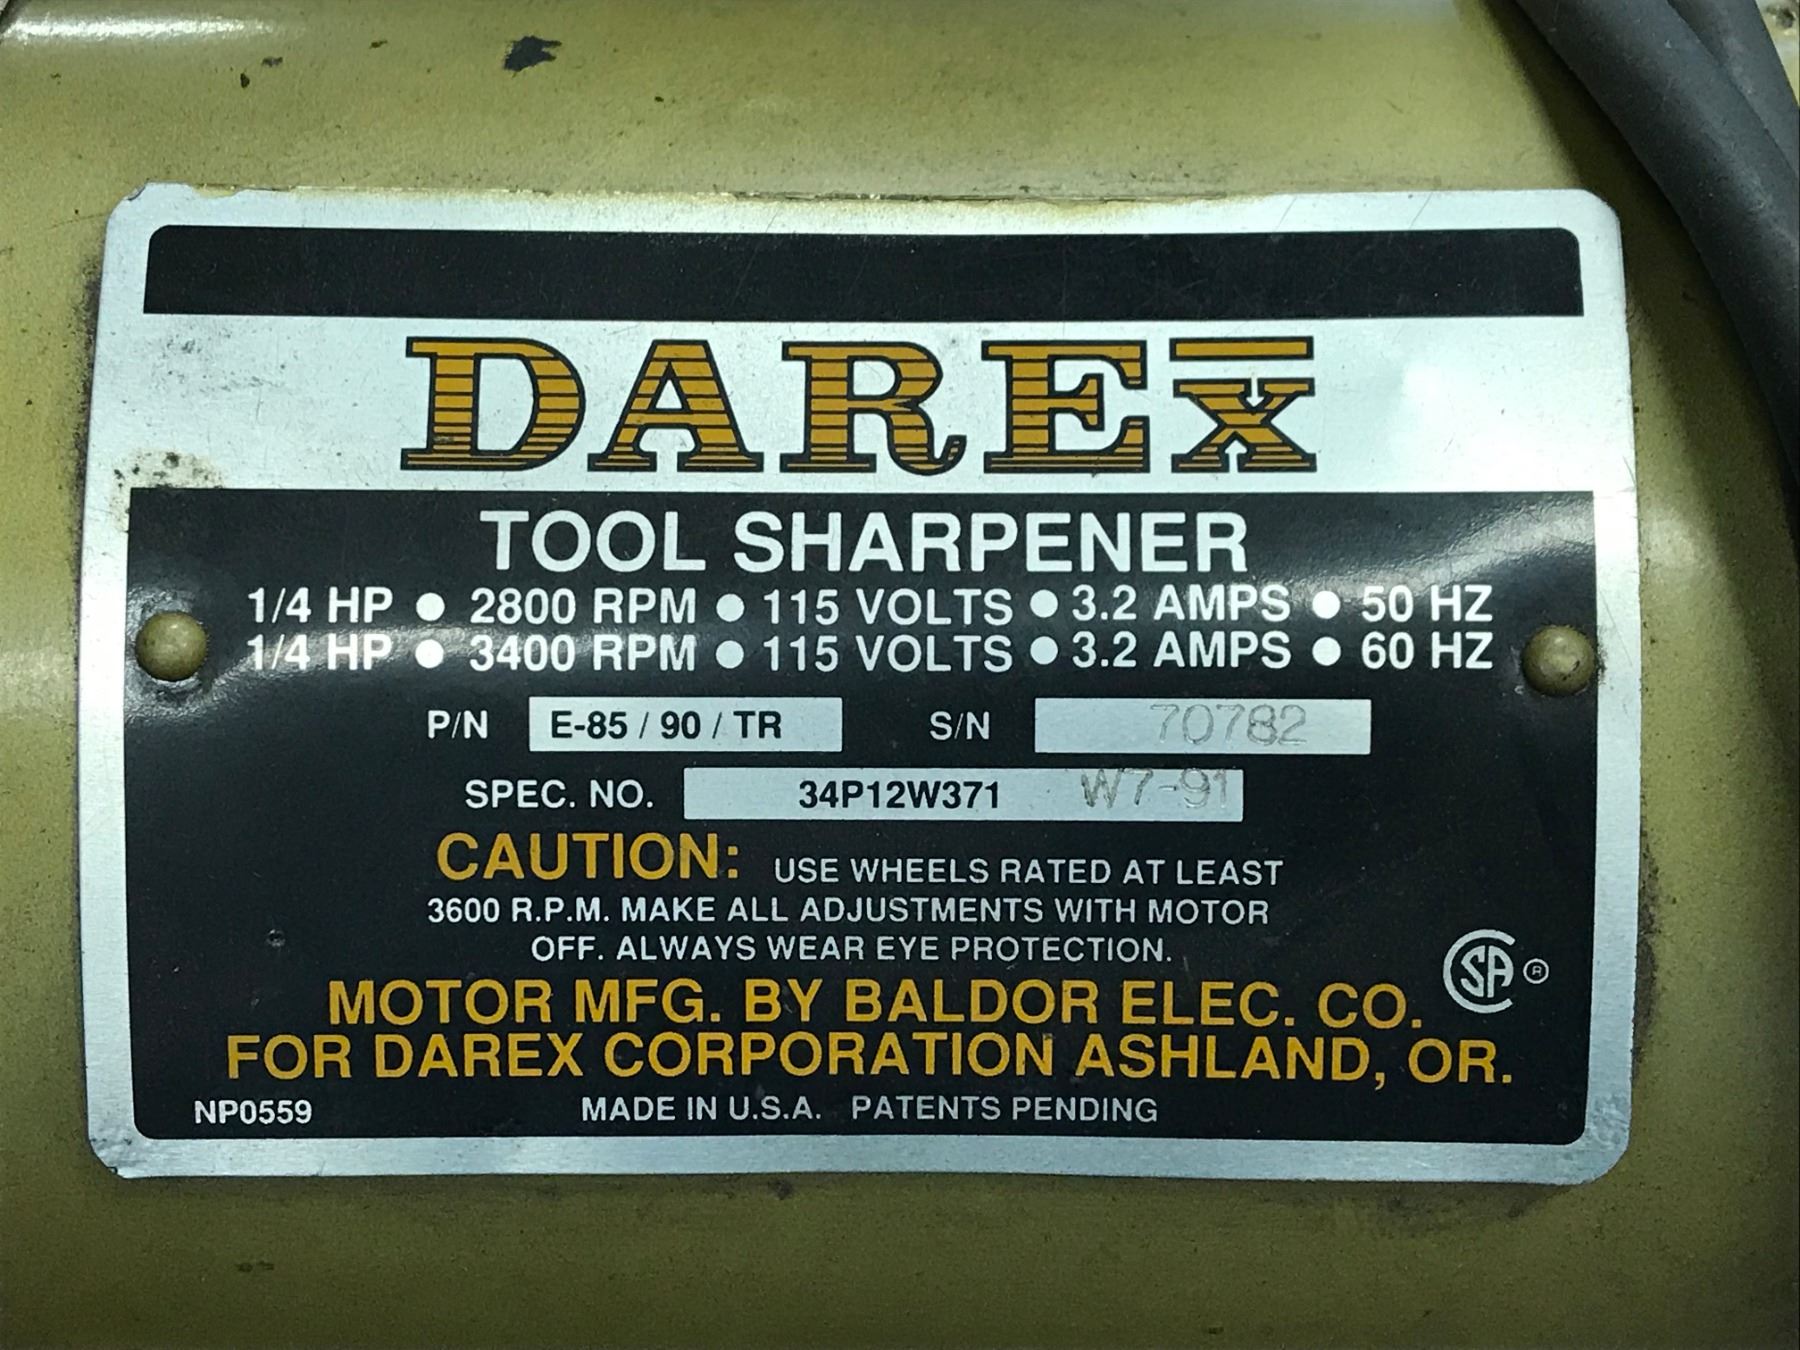 DAREX
TOOL SHARPENER
1/4 HP • 2800 RPM • 115 VOLTS • 3.2 AMPS • 50 HZ
1/4 HP • 3400 RPM • 115 VOLTS • 3.2 AMPS • 60 HZ
P/N E-85 / 90 / TR S/N 70782
SPEC. NO. 34P12W371 W7-91
CAUTION: USE WHEELS RATED AT LEAST
3600 R.P.M. MAKE ALL ADJUSTMENTS WITH MOTOR
OFF. ALWAYS WEAR EYE PROTECTION.
MOTOR MFG. BY BALDOR ELEC. CO. SA ®
FOR DAREX CORPORATION ASHLAND, OR.
NP0559 MADE IN U.S.A. PATENTS PENDING